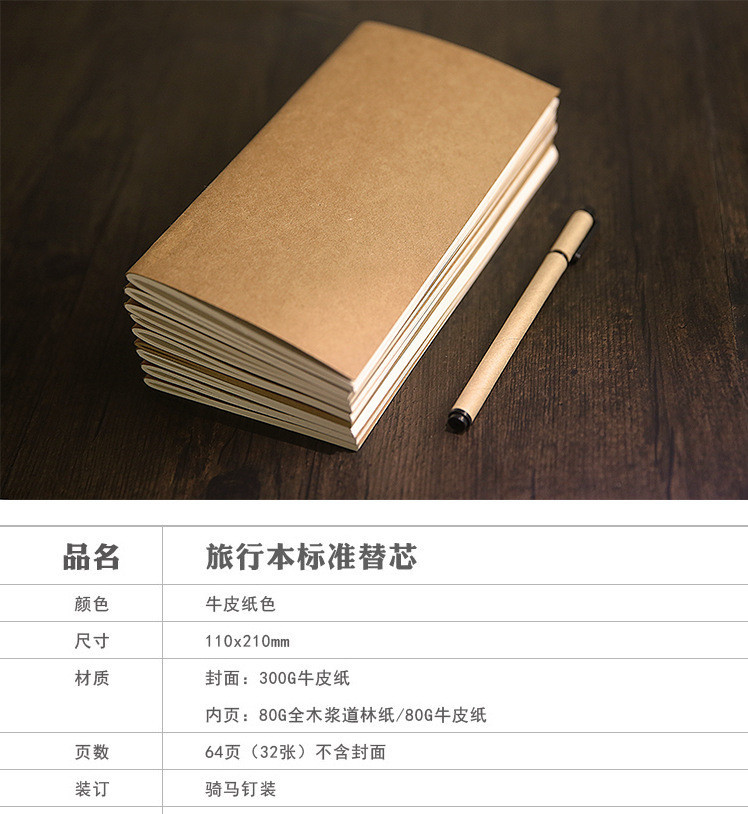 品名 旅行本标准替芯
颜色 牛皮纸色
尺寸 110x210mm
材质 封面：300G牛皮纸
内页：80G全木浆道林纸/80G牛皮纸
页数 64页（32张）不含封面
装订 骑马钉装